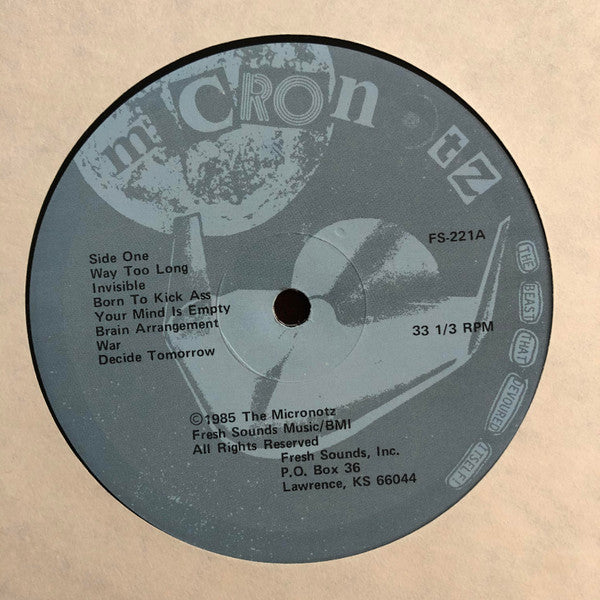 mICRON tZ
Side One
Way Too Long
Invisible
Born To Kick Ass
Your Mind Is Empty
Brain Arrangement
War
Decide Tomorrow
FS-221A
33 1/3 RPM
THE BEAST THAT DEVOURED ITSELF!
©1985 The Micronotz
Fresh Sounds Music/BMI
All Rights Reserved
Fresh Sounds, Inc.
P.O. Box 36
Lawrence, KS 66044